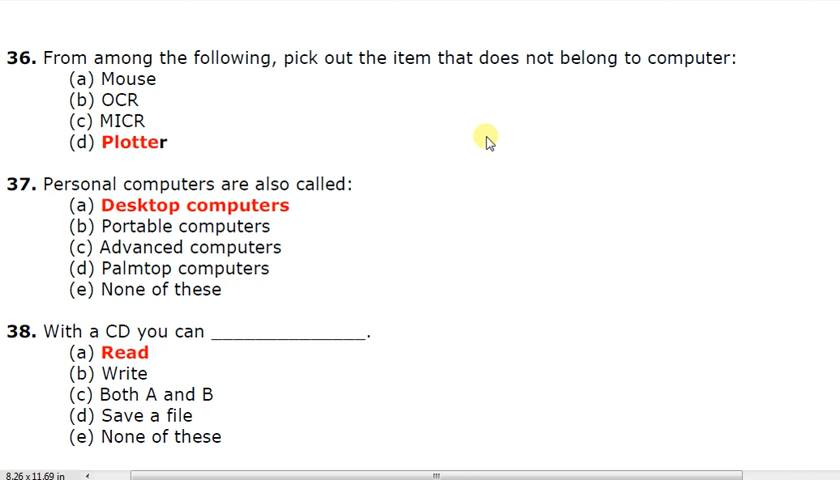 36. From among the following, pick out the item that does not belong to computer:
(a) Mouse
(b) OCR
(c) MICR
(d) Plotter
37. Personal computers are also called:
(a) Desktop computers
(b) Portable computers
(c) Advanced computers
(d) Palmtop computers
(e) None of these
38. With a CD you can ______________.
(a) Read
(b) Write
(c) Both A and B
(d) Save a file
(e) None of these
8.26 x 11.69 in